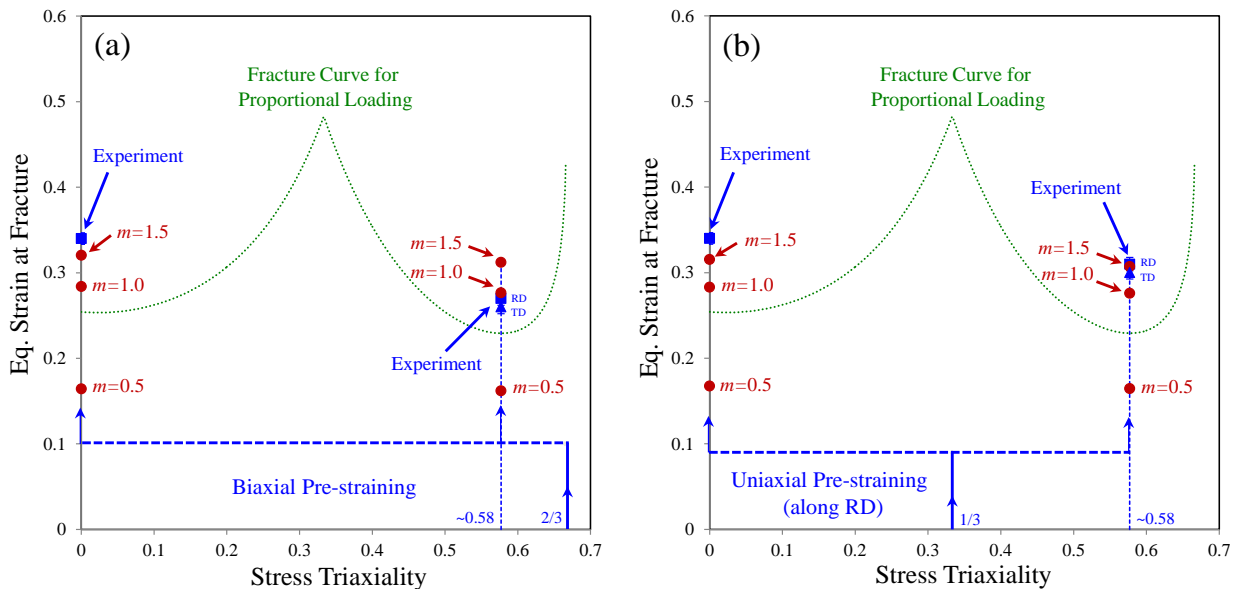 (a)
Fracture Curve for
Proportional Loading
Experiment
m=1.5
m=1.0
m=0.5
m=1.5
m=1.0
RD
TD
Experiment
m=0.5
Biaxial Pre-straining
~0.58
2/3
0.6
0.5
0.4
0.3
0.2
0.1
0
0
0.1
0.2
0.3
0.4
0.5
0.6
0.7
Eq. Strain at Fracture
Stress Triaxiality
(b)
Fracture Curve for
Proportional Loading
Experiment
m=1.5
m=1.0
m=0.5
Experiment
m=1.5
RD
TD
m=1.0
m=0.5
Uniaxial Pre-straining
(along RD)
1/3
~0.58
0.6
0.5
0.4
0.3
0.2
0.1
0
0
0.1
0.2
0.3
0.4
0.5
0.6
0.7
Eq. Strain at Fracture
Stress Triaxiality